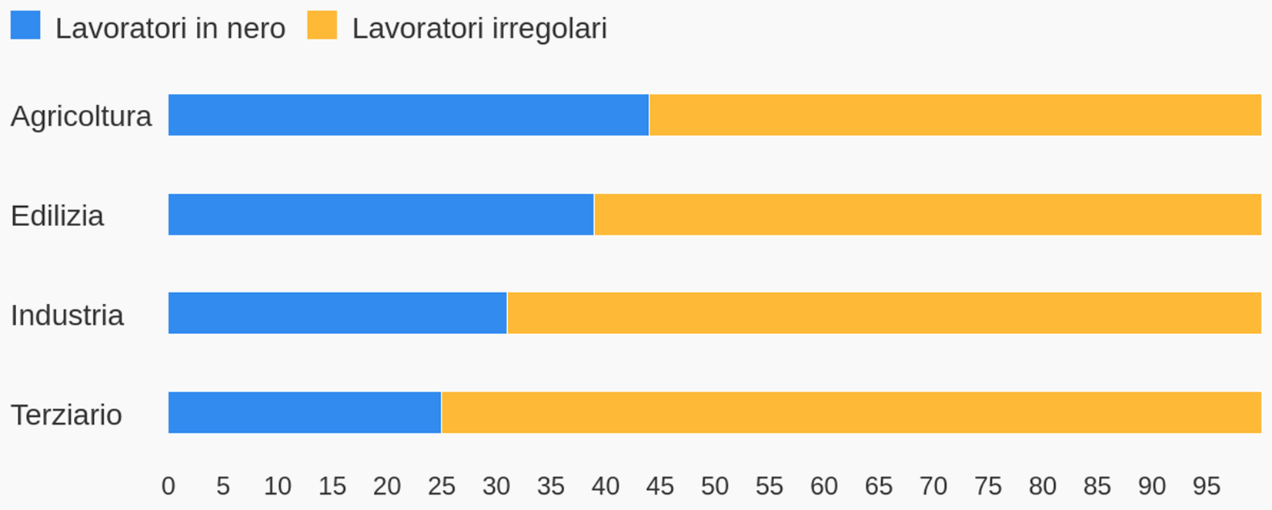 Lavoratori in nero Lavoratori irregolari
Agricoltura
Edilizia
Industria
Terziario
0 5 10 15 20 25 30 35 40 45 50 55 60 65 70 75 80 85 90 95